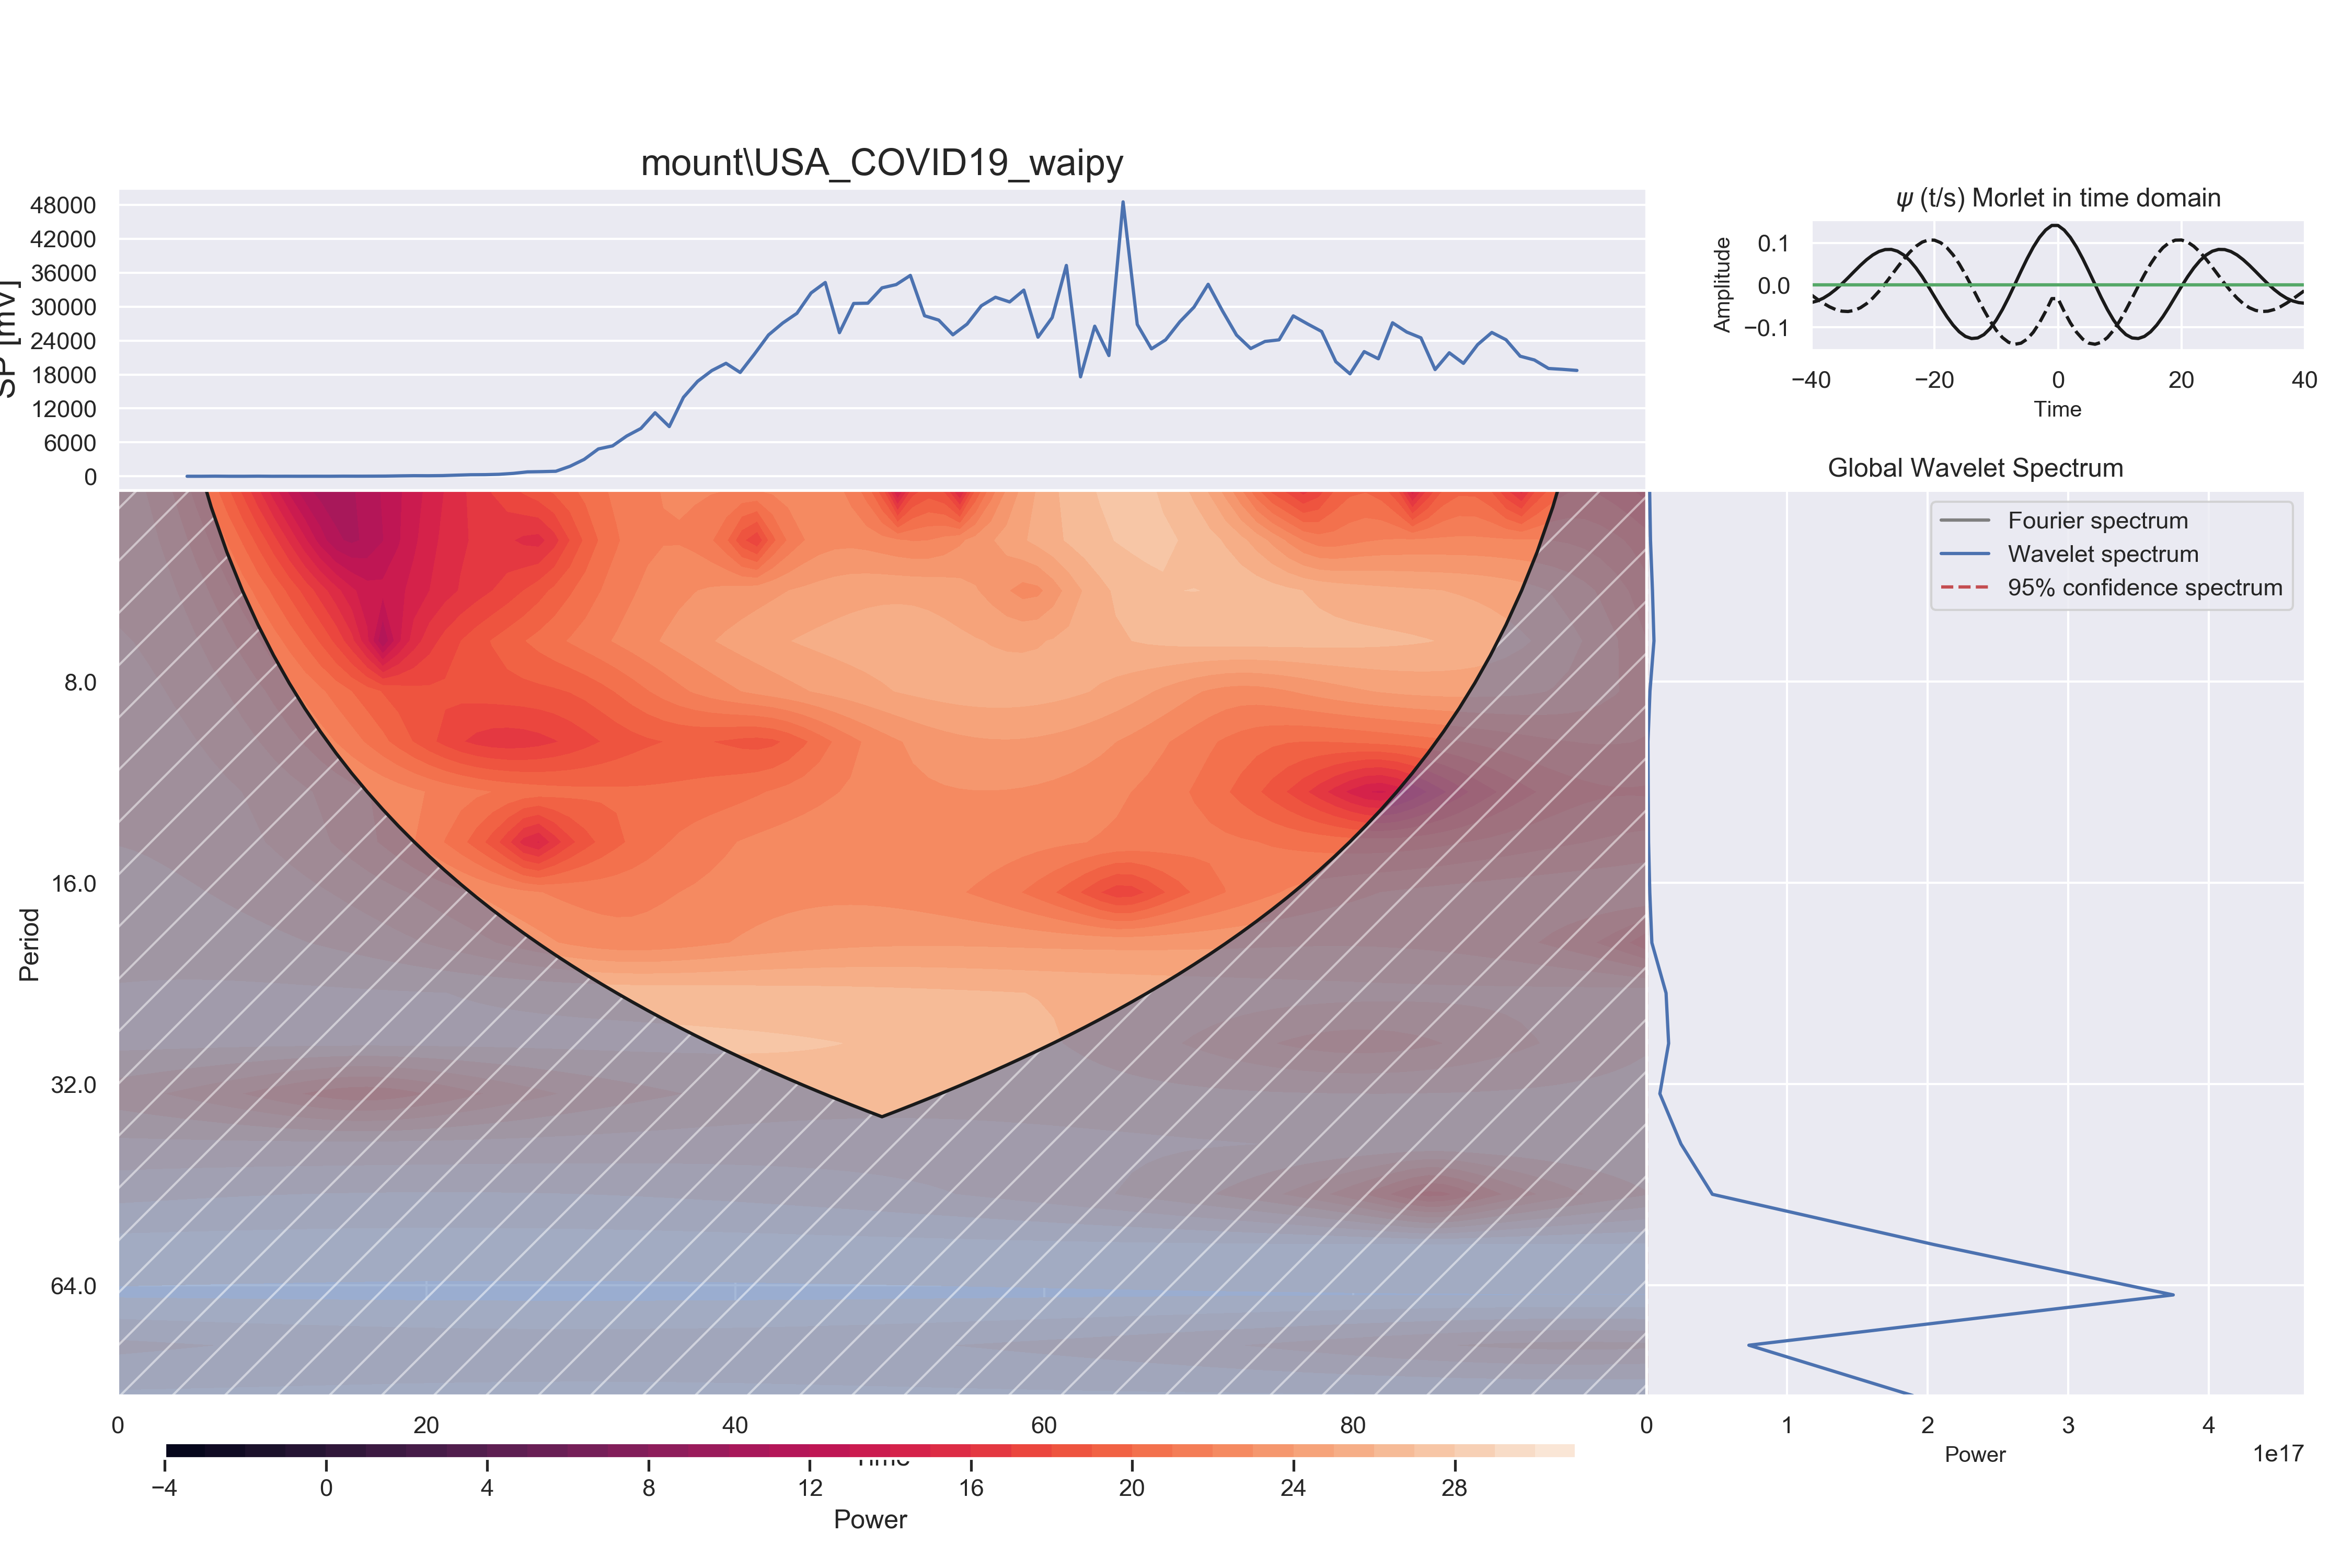 mount\USA_COVID19_waipy
SP [mV]
48000
42000
36000
30000
24000
18000
12000
6000
0
ψ (t/s) Morlet in time domain
Amplitude
0.1
0.0
−0.1
−40 −20 0 20 40
Time
Global Wavelet Spectrum
Fourier spectrum
Wavelet spectrum
95% confidence spectrum
Period
8.0
16.0
32.0
64.0
0 20 40 60 80
Time
0 1 2 3 4
1e17
Power
−4 0 4 8 12 16 20 24 28
Power